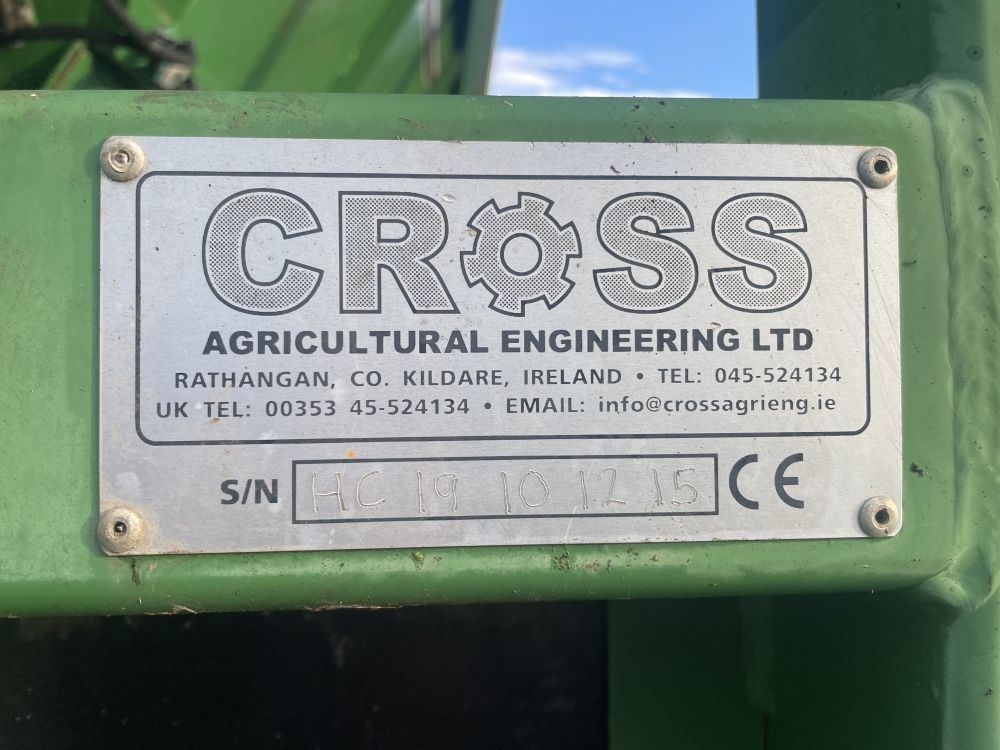 CROSS
AGRICULTURAL ENGINEERING LTD
RATHANGAN, CO. KILDARE, IRELAND • TEL: 045-524134
UK TEL: 00353 45-524134 • EMAIL: info@crossagrieng.ie
S/N HC 19 10 12 15 CE